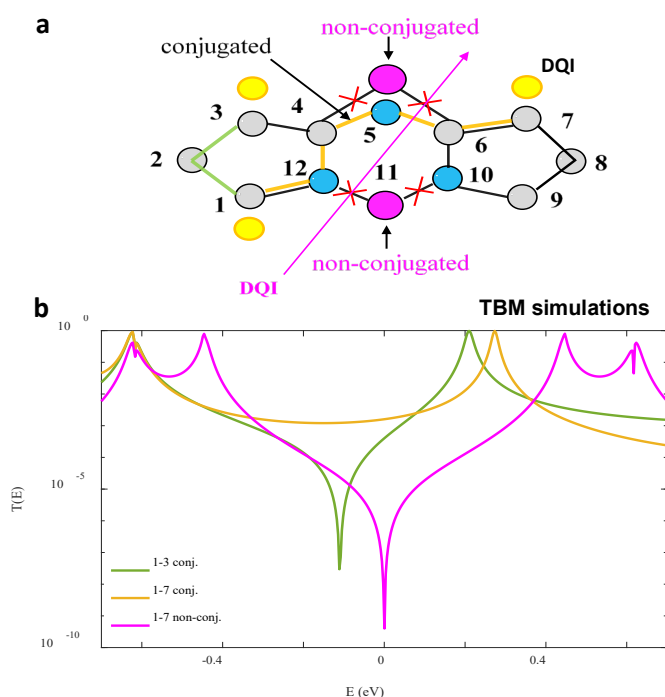 a
non-conjugated
conjugated
DQI
3
4
5
7
2
6
8
12
11
10
1
9
non-conjugated
DQI
b
TBM simulations
10 0
10 -5
10 -10
T(E)
1-3 conj.
1-7 conj.
1-7 non-conj.
-0.4
0
0.4
E (eV)